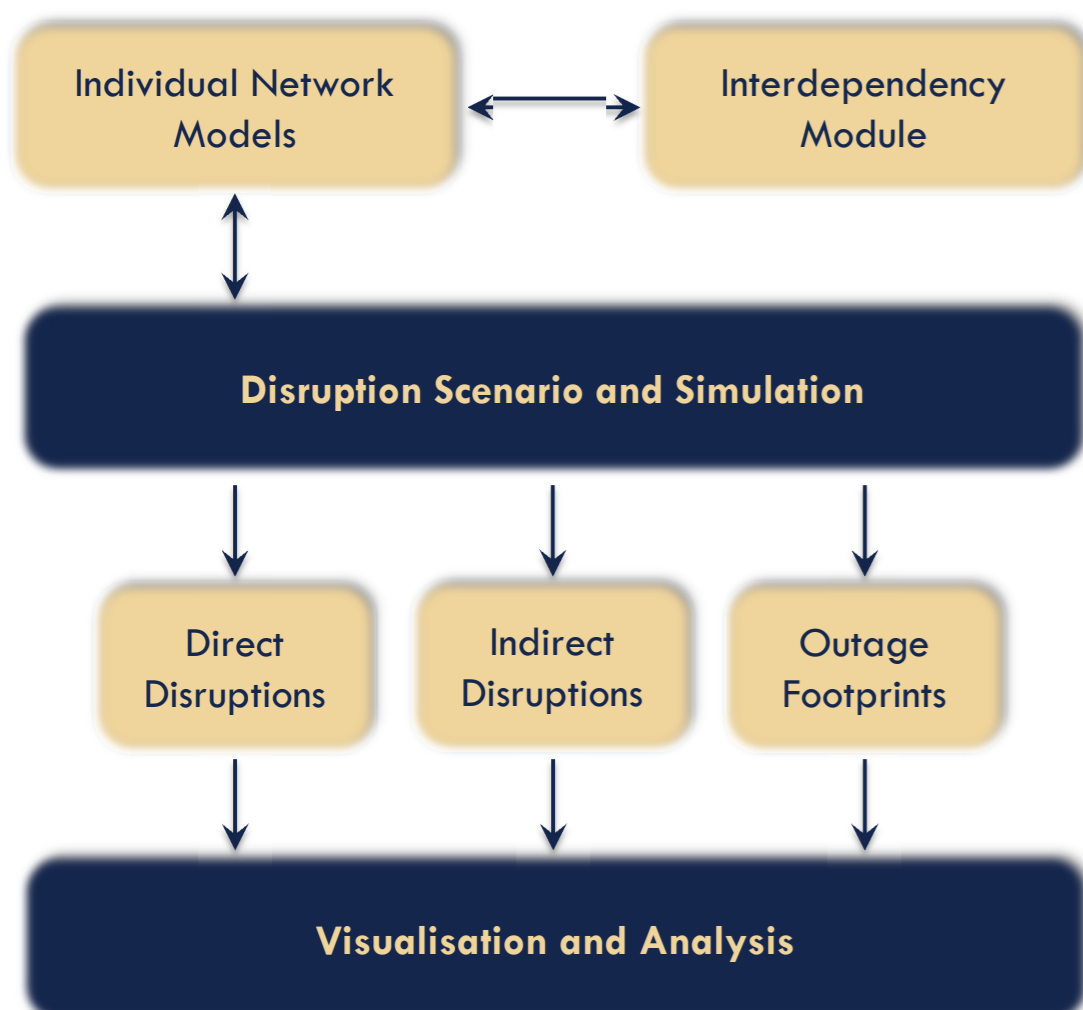 Individual Network
Models
Interdependency
Module
Disruption Scenario and Simulation
Direct
Disruptions
Indirect
Disruptions
Outage
Footprints
Visualisation and Analysis